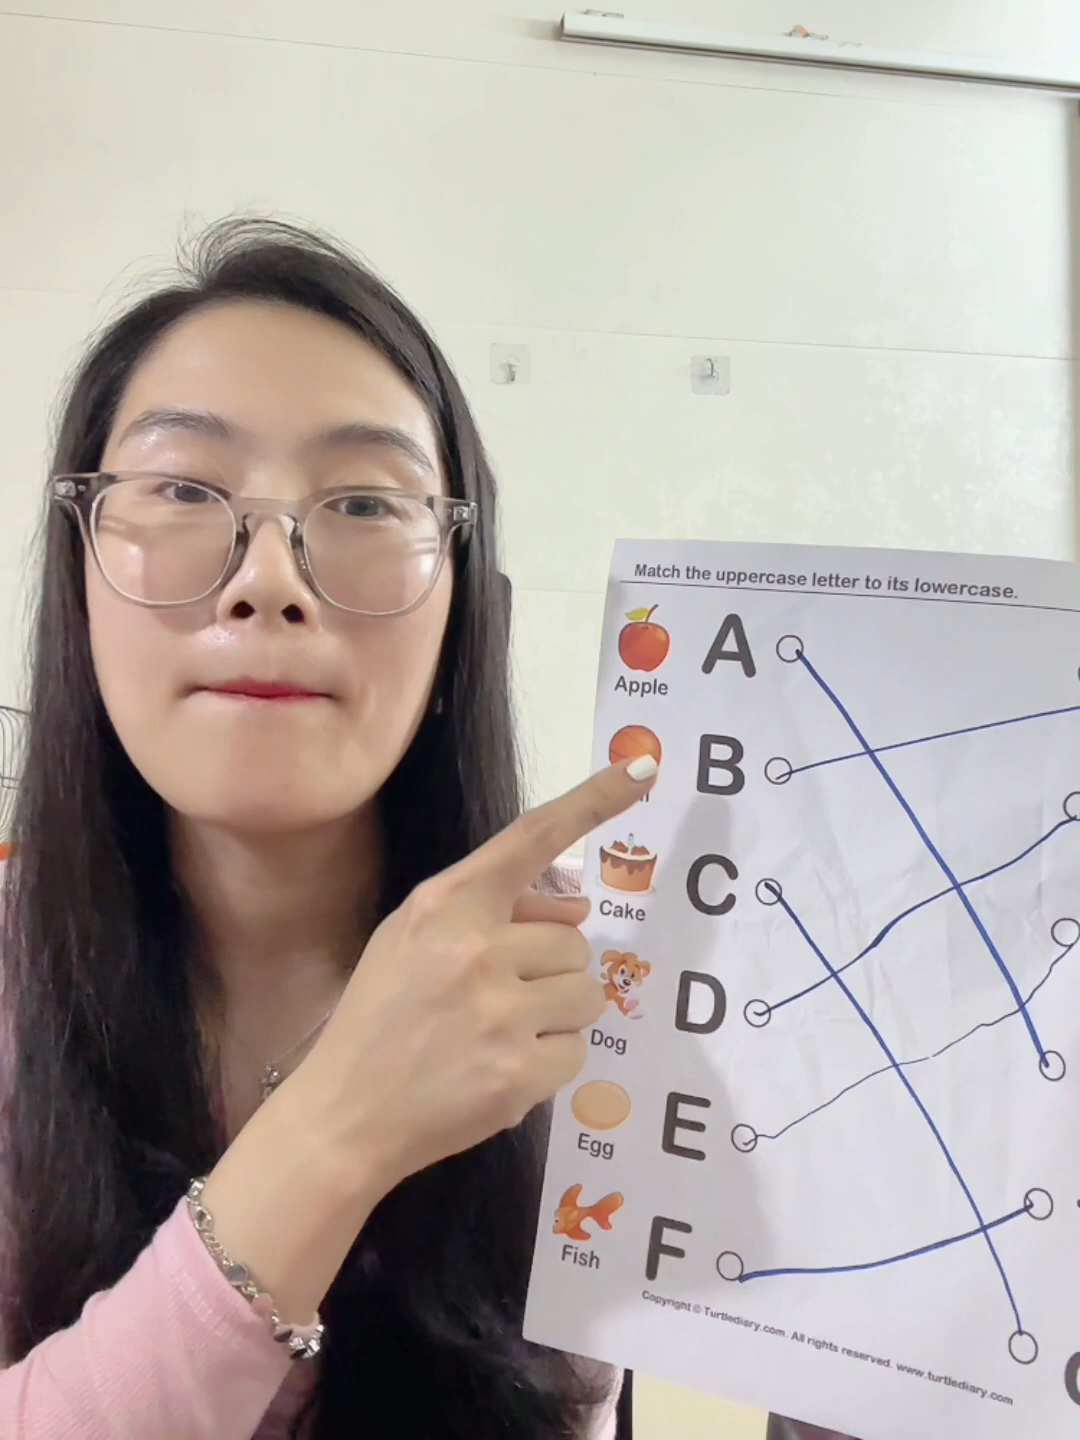 Match the uppercase letter to its lowercase.
A
Apple
B
C
Cake
D
Dog
E
Egg
F
Fish
Copyright © Turtlediary.com. All rights reserved. www.turtlediary.com